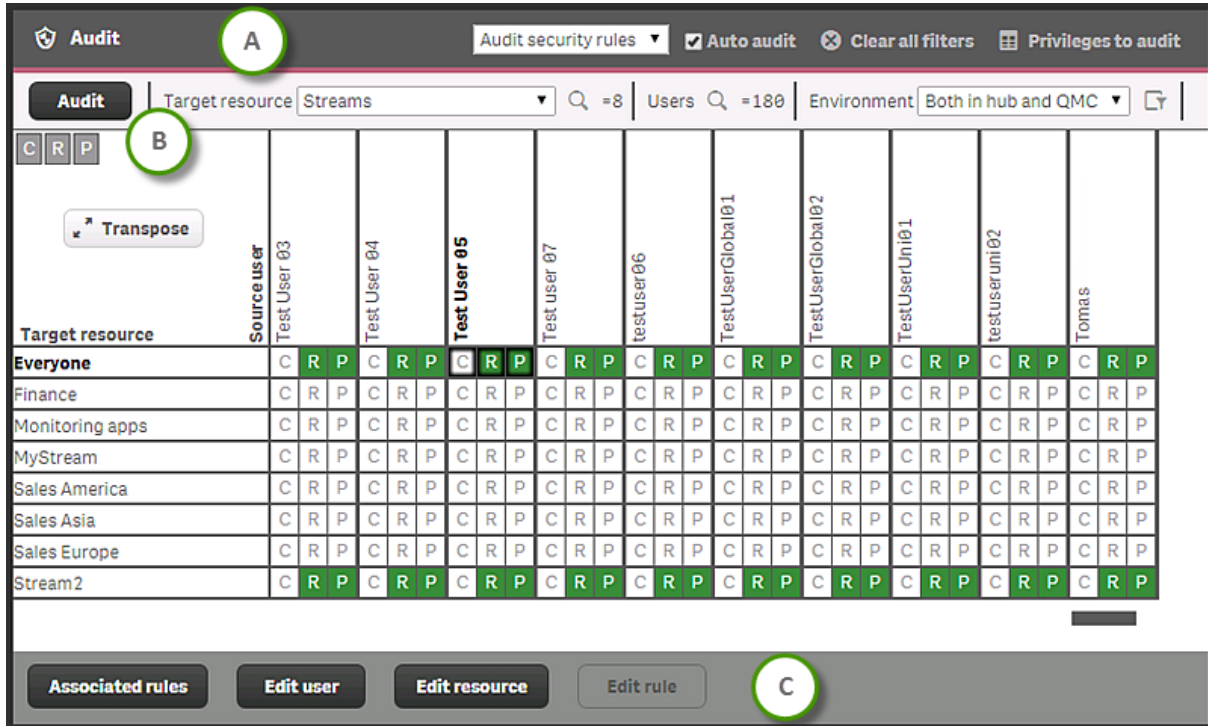 Audit A Audit security rules ▼ Auto audit Clear all filters Privileges to audit
Audit Target resource Streams ▼ =8 Users =180 Environment Both in hub and QMC ▼
C R P B
Transpose
Source user Test User 03 Test User 04 Test User 05 Test user 07 testuser06 TestUserGlobal01 TestUserGlobal02 TestUserUni01 testuseruni02 Tomas
Target resource
Everyone C R P C R P C R P C R P C R P C R P C R P C R P C R P C R P
Finance C R P C R P C R P C R P C R P C R P C R P C R P C R P C R P
Monitoring apps C R P C R P C R P C R P C R P C R P C R P C R P C R P C R P
MyStream C R P C R P C R P C R P C R P C R P C R P C R P C R P C R P
Sales America C R P C R P C R P C R P C R P C R P C R P C R P C R P C R P
Sales Asia C R P C R P C R P C R P C R P C R P C R P C R P C R P C R P
Sales Europe C R P C R P C R P C R P C R P C R P C R P C R P C R P C R P
Stream2 C R P C R P C R P C R P C R P C R P C R P C R P C R P C R P
Associated rules Edit user Edit resource Edit rule C